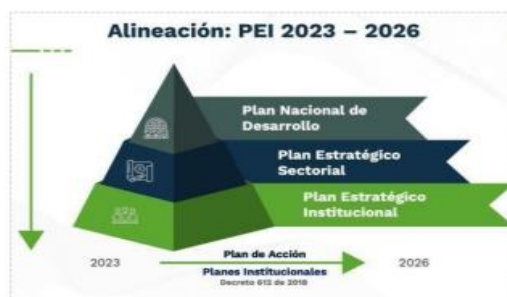 Alineación: PEI 2023 – 2026
Plan Nacional de
Desarrollo
Plan Estratégico
Sectorial
Plan Estratégico
Institucional
2023
Plan de Acción
2026
Planes Institucionales
Decreto 612 de 2018